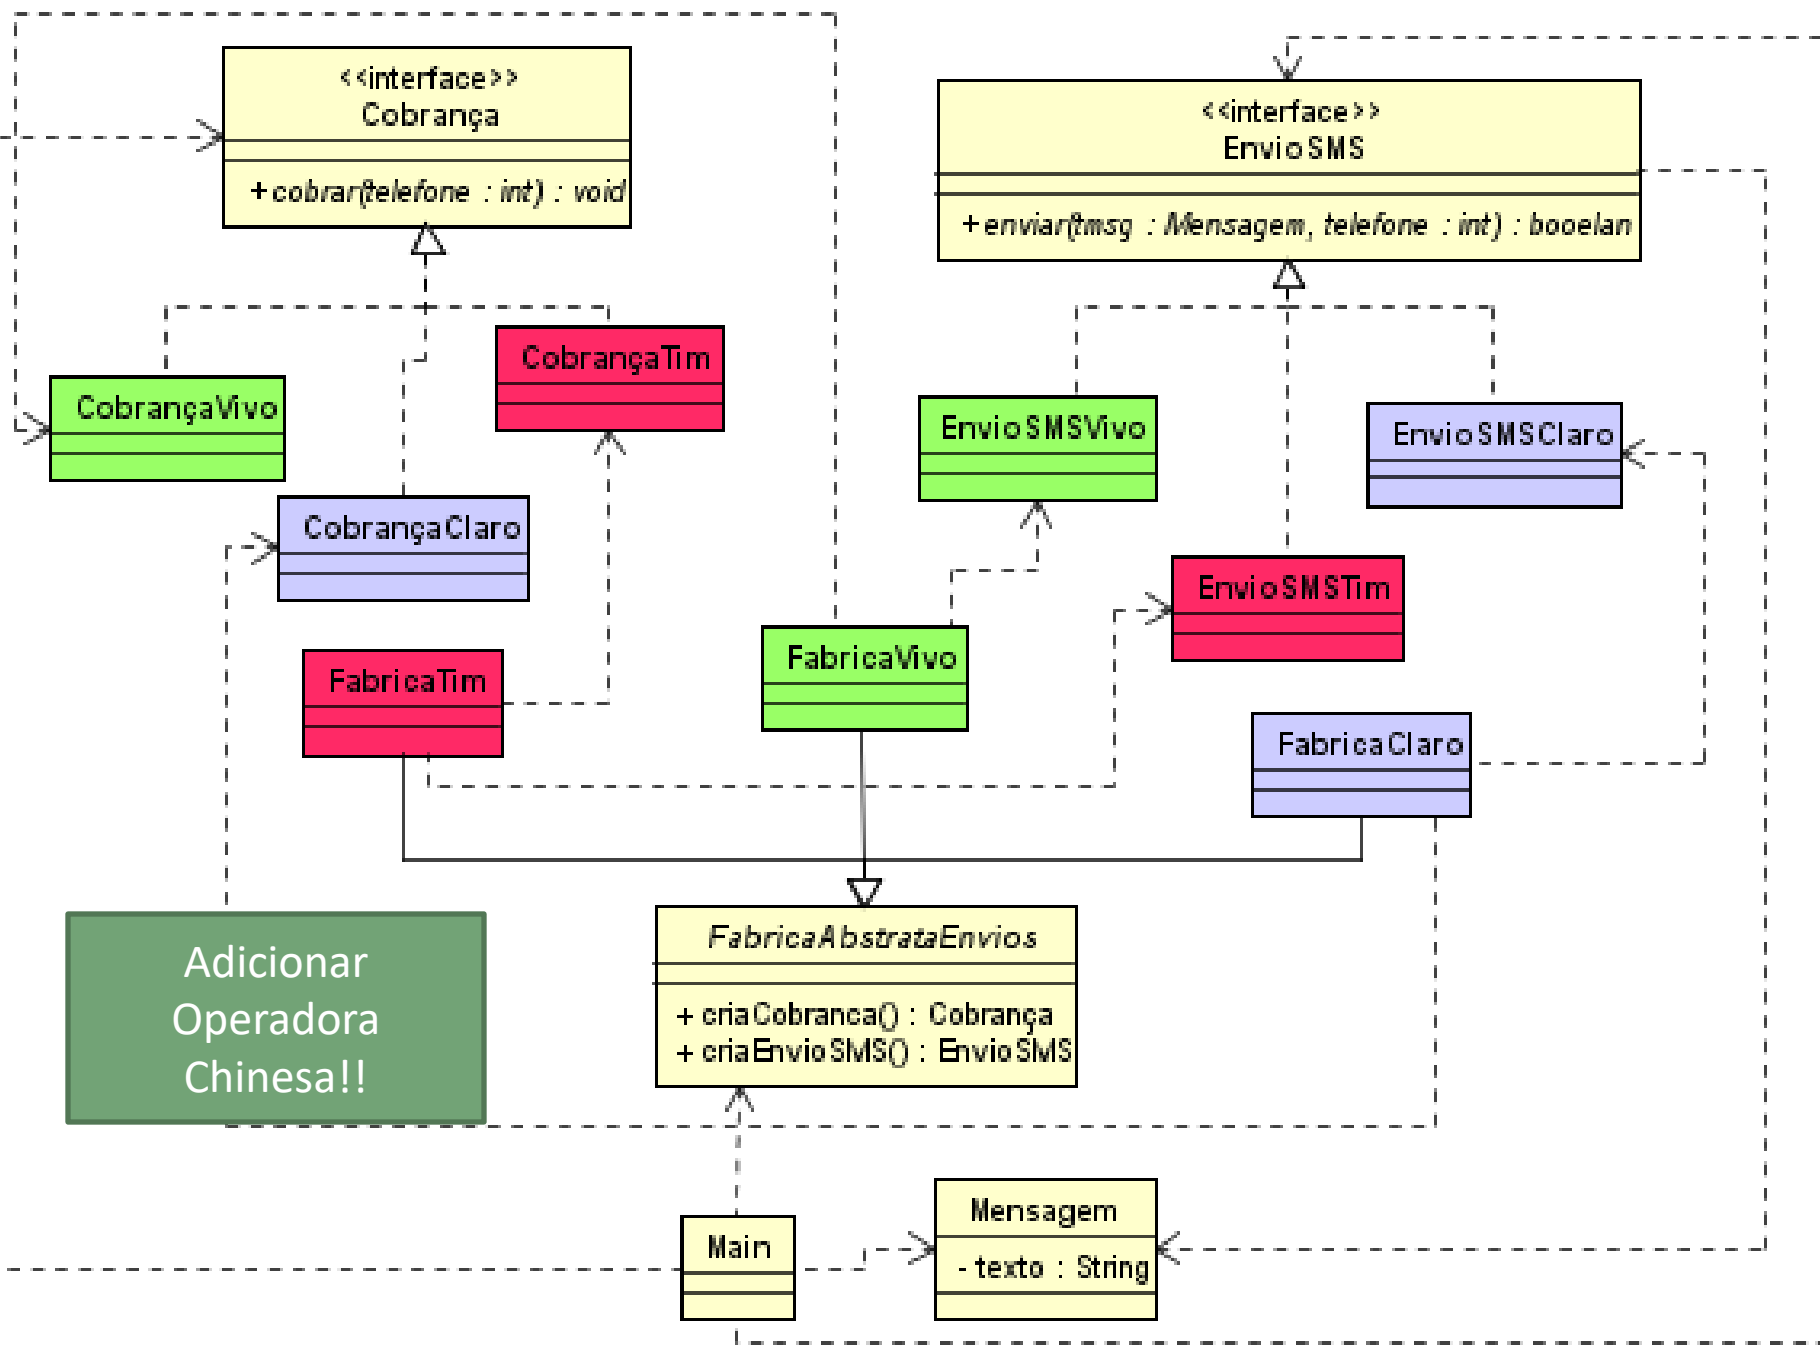 <<interface>>
Cobrança
+ cobrar(telefone : int) : void
<<interface>>
EnvioSMS
+ enviar(tmsg : Mensagem, telefone : int) : booelan
CobrançaTim
CobrançaVivo
EnvioSMSVivo
EnvioSMSClaro
CobrançaClaro
EnvioSMSTim
FabricaVivo
FabricaTim
FabricaClaro
FabricaAbstrataEnvios
+ criaCobranca() : Cobrança
+ criaEnvioSMS() : EnvioSMS
Adicionar
Operadora
Chinesa!!
Mensagem
- texto : String
Main